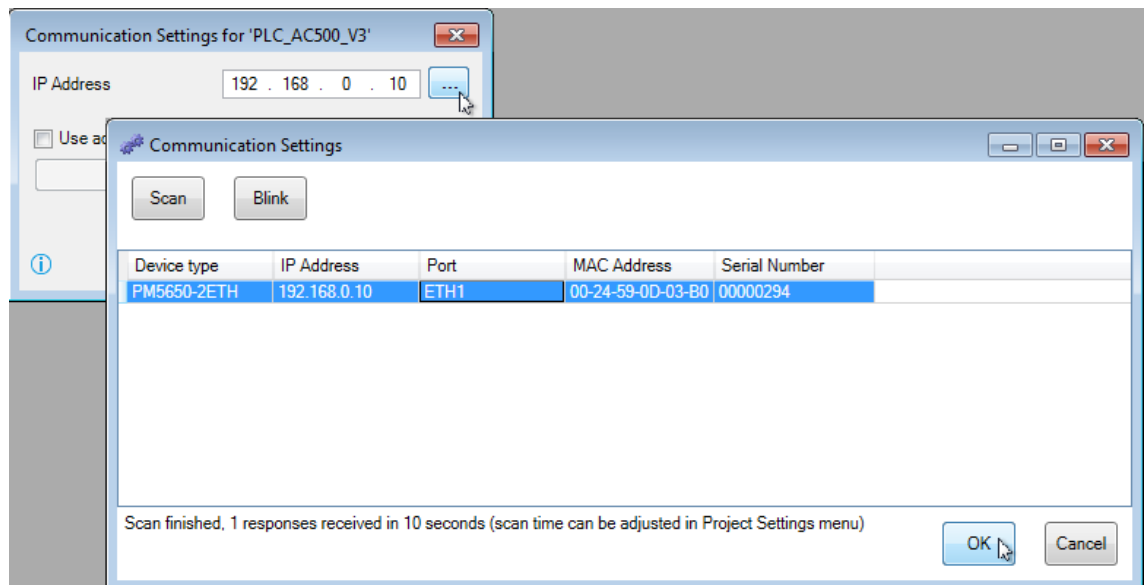 Communication Settings for 'PLC_AC500_V3'
IP Address 192 . 168 . 0 . 10 ...
Use
Communication Settings
Scan Blink
Device type IP Address Port MAC Address Serial Number
PM5650-2ETH 192.168.0.10 ETH1 00-24-59-0D-03-B0 00000294
Scan finished, 1 responses received in 10 seconds (scan time can be adjusted in Project Settings menu)
OK Cancel